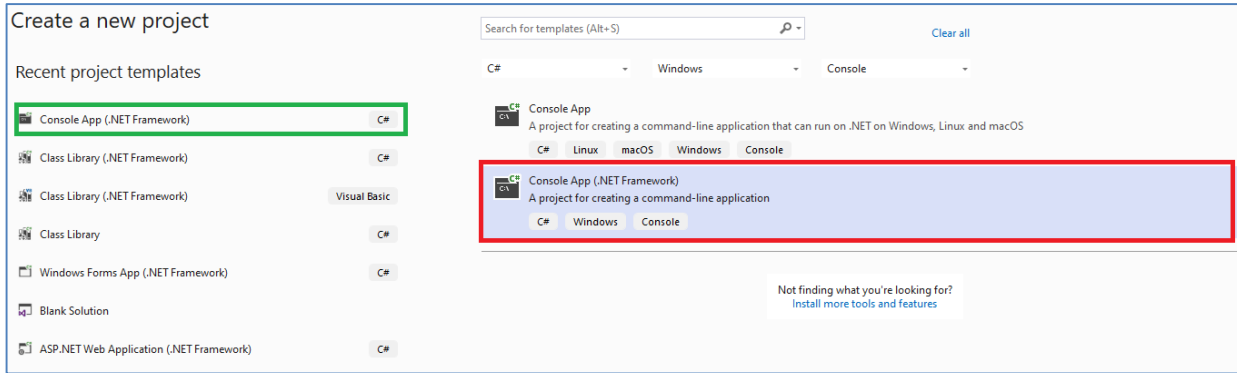 Create a new project
Recent project templates
Console App (.NET Framework) C#
Class Library (.NET Framework) C#
Class Library (.NET Framework) Visual Basic
Class Library C#
Windows Forms App (.NET Framework) C#
Blank Solution
ASP.NET Web Application (.NET Framework) C#
Search for templates (Alt+S)
Clear all
C# Windows Console
C#
C:\
Console App
A project for creating a command-line application that can run on .NET on Windows, Linux and macOS
C# Linux macOS Windows Console
C#
C:\
Console App (.NET Framework)
A project for creating a command-line application
C# Windows Console
Not finding what you're looking for?
Install more tools and features